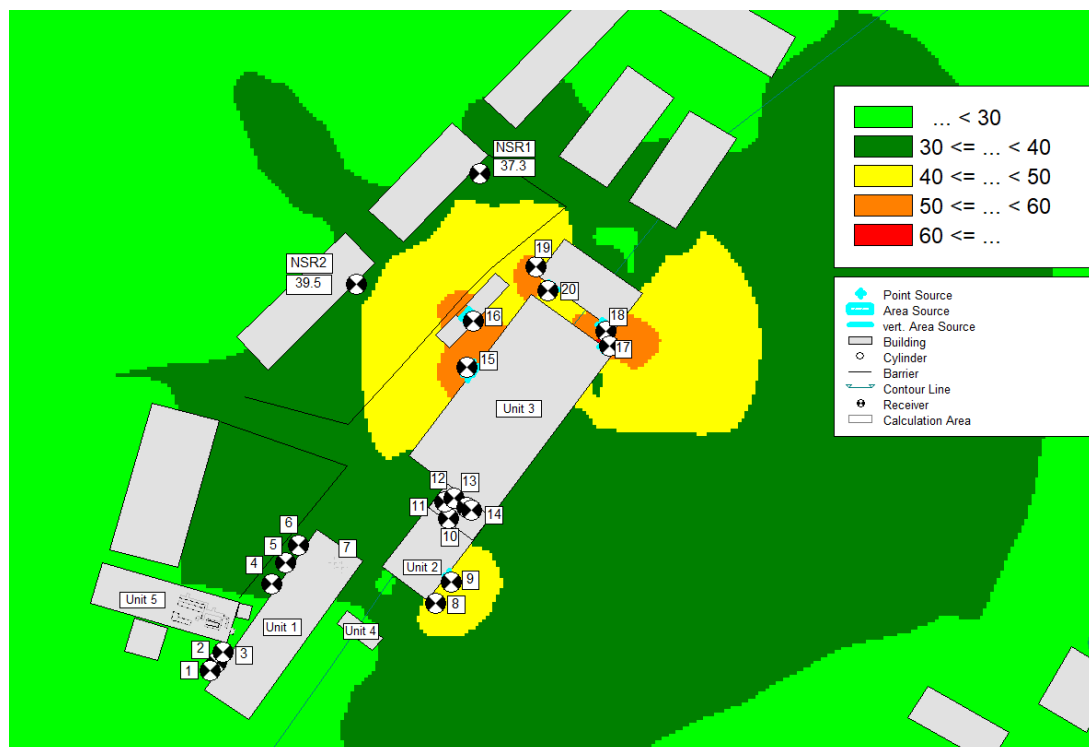 NSR1
37.3
... < 30
30 <= ... < 40
40 <= ... < 50
50 <= ... < 60
60 <= ...
NSR2
39.5
19
20
16
18
17
15
Unit 3
Point Source
Area Source
vert. Area Source
Building
Cylinder
Barrier
Contour Line
Receiver
Calculation Area
12
13
11
14
10
6
5
7
4
Unit 2
9
8
Unit 5
Unit 1
Unit 4
2
3
1